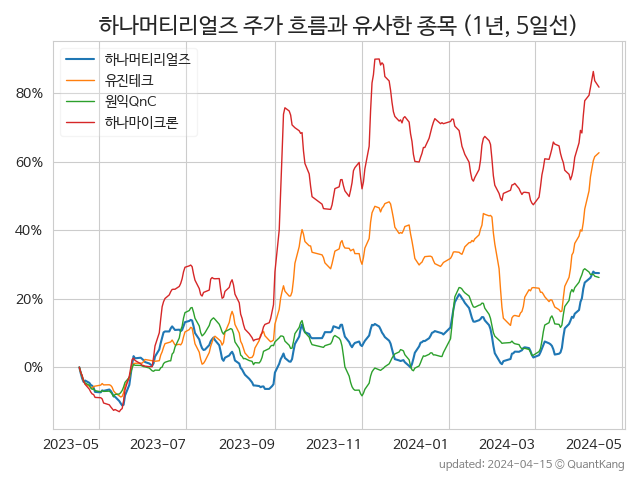 하나머티리얼즈 주가 흐름과 유사한 종목 (1년, 5일선)
하나머티리얼즈
유진테크
원익QnC
하나마이크론
80%
60%
40%
20%
0%
2023-05 2023-07 2023-09 2023-11 2024-01 2024-03 2024-05
updated: 2024-04-15 © QuantKang